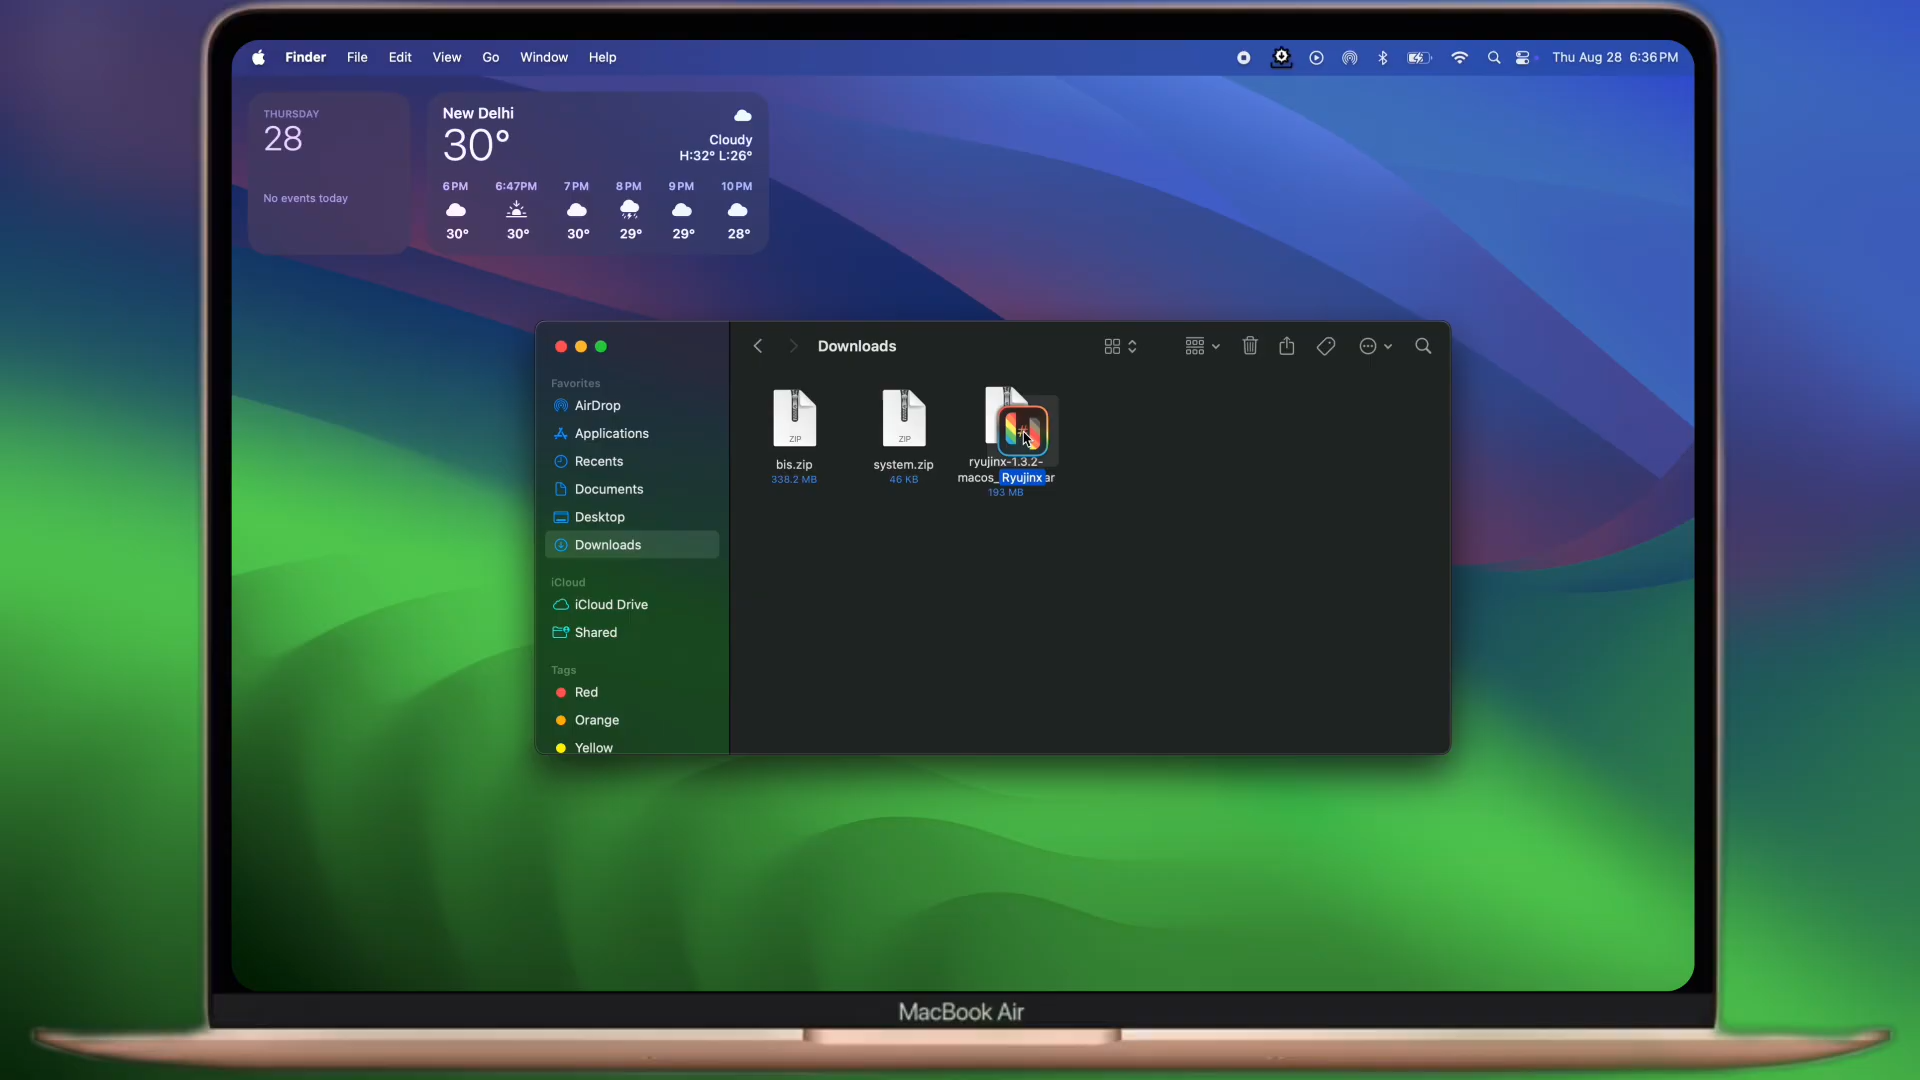 Finder File Edit View Go Window Help
Thu Aug 28 6:36 PM
THURSDAY
28
No events today
New Delhi
30°
Cloudy
H:32° L:26°
6 PM 6:47PM 7 PM 8 PM 9 PM 10 PM
30° 30° 30° 29° 29° 28°
Downloads
Favorites
AirDrop
Applications
Recents
Documents
Desktop
Downloads
iCloud
iCloud Drive
Shared
Tags
Red
Orange
Yellow
ZIP
bis.zip
338.2 MB
ZIP
system.zip
46 KB
ryujinx-1.3.2-
macos_
Ryujinx
ar
193 MB
MacBook Air